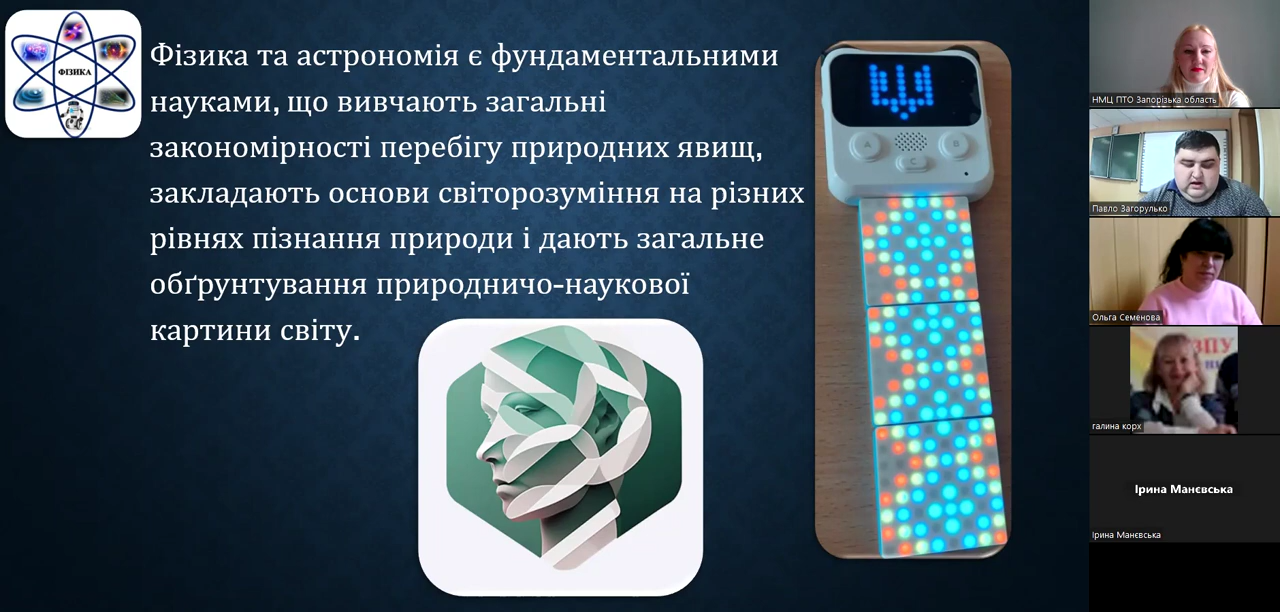 ФІЗИКА
Фізика та астрономія є фундаментальними
науками, що вивчають загальні
закономірності перебігу природних явищ,
закладають основи світорозуміння на різних
рівнях пізнання природи і дають загальне
обґрунтування природничо-наукової
картини світу.
A
B
C
НМЦ ПТО Запорізька область
Павло Загорулько
Ольга Семенова
ЗПУ
галина корх
Ірина Манєвська
Ірина Манєвська